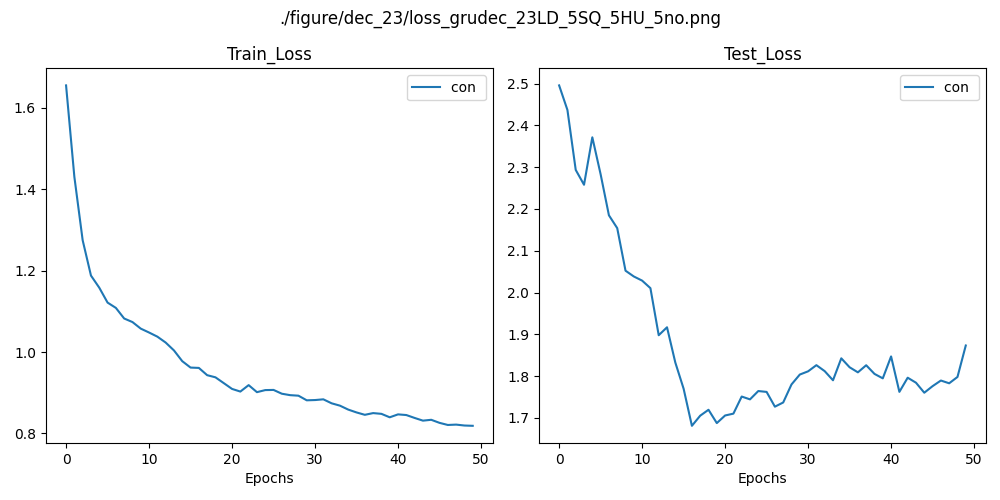 ./figure/dec_23/loss_grudec_23LD_5SQ_5HU_5no.png
Train_Loss
con
1.6
1.4
1.2
1.0
0.8
0 10 20 30 40 50
Epochs
Test_Loss
con
2.5
2.4
2.3
2.2
2.1
2.0
1.9
1.8
1.7
0 10 20 30 40 50
Epochs